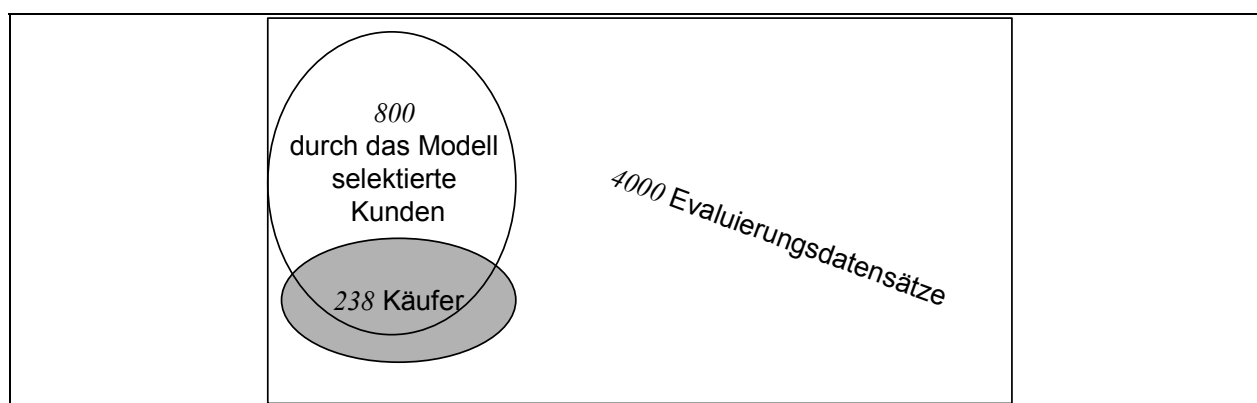 800
durch das Modell
selektierte
Kunden
4000 Evaluierungsdatensätze
238 Käufer